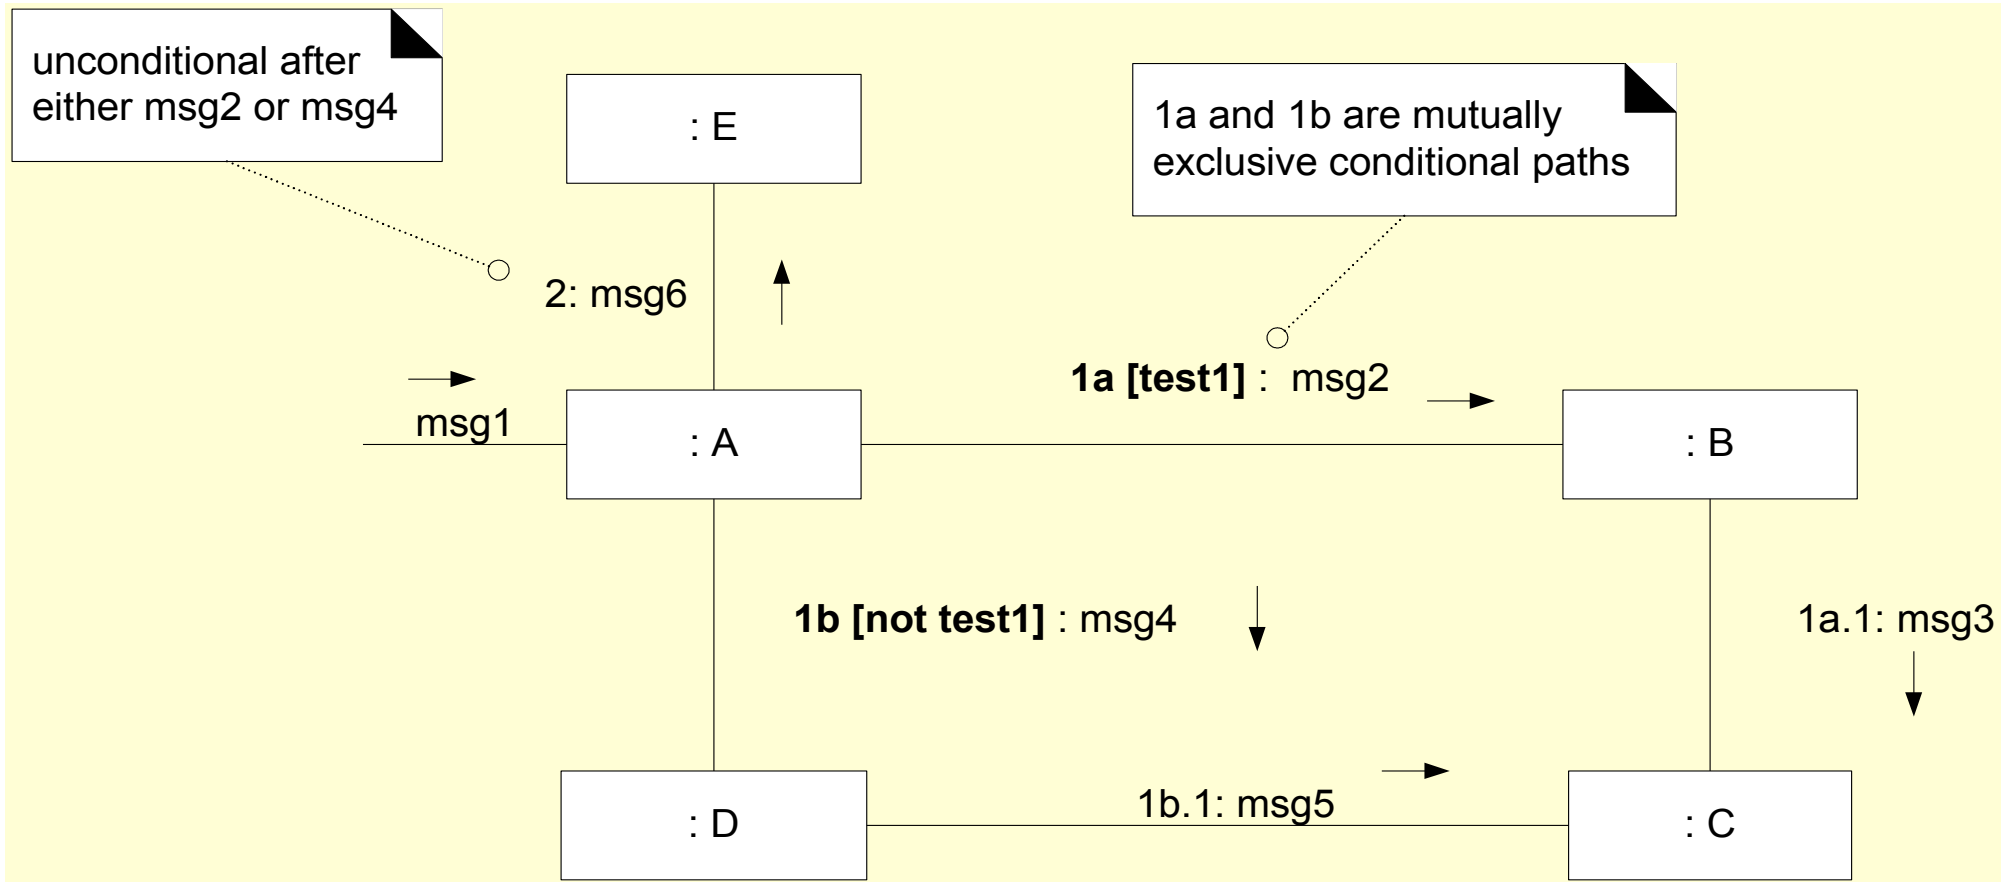 unconditional after
either msg2 or msg4
: E
1a and 1b are mutually
exclusive conditional paths
2: msg6
1a [test1] :  msg2
msg1
: A
: B
1b [not test1] : msg4
1a.1: msg3
1b.1: msg5
: D
: C